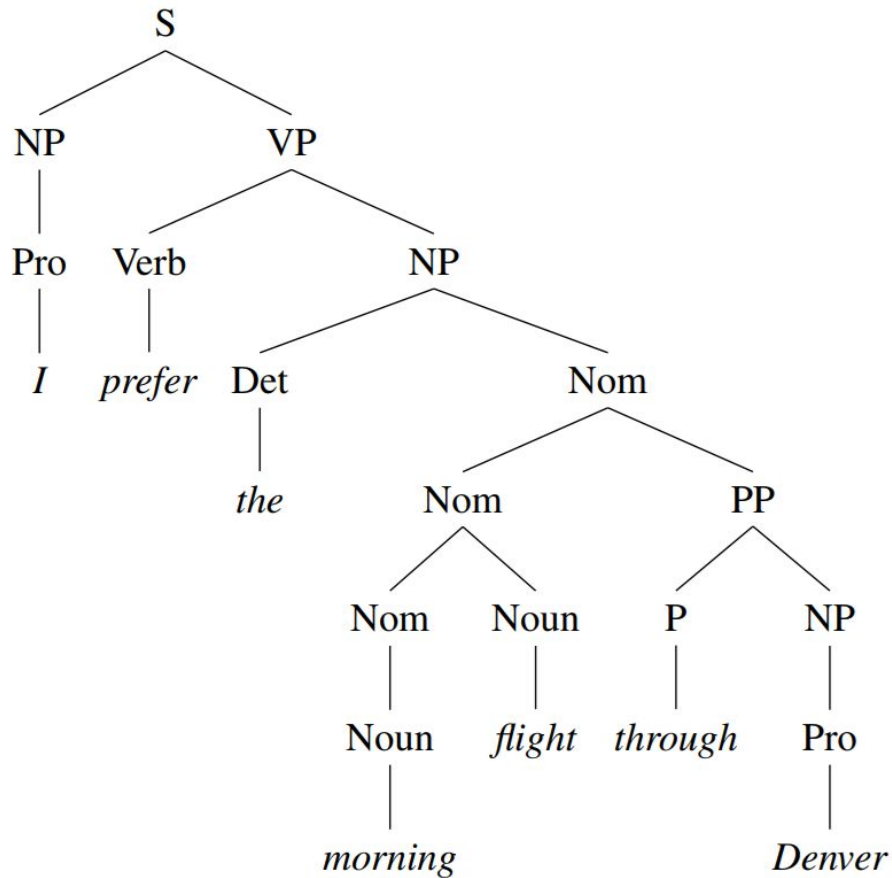 S
NP VP
Pro Verb NP
I prefer Det Nom
the Nom PP
Nom Noun P NP
Noun flight through Pro
morning Denver